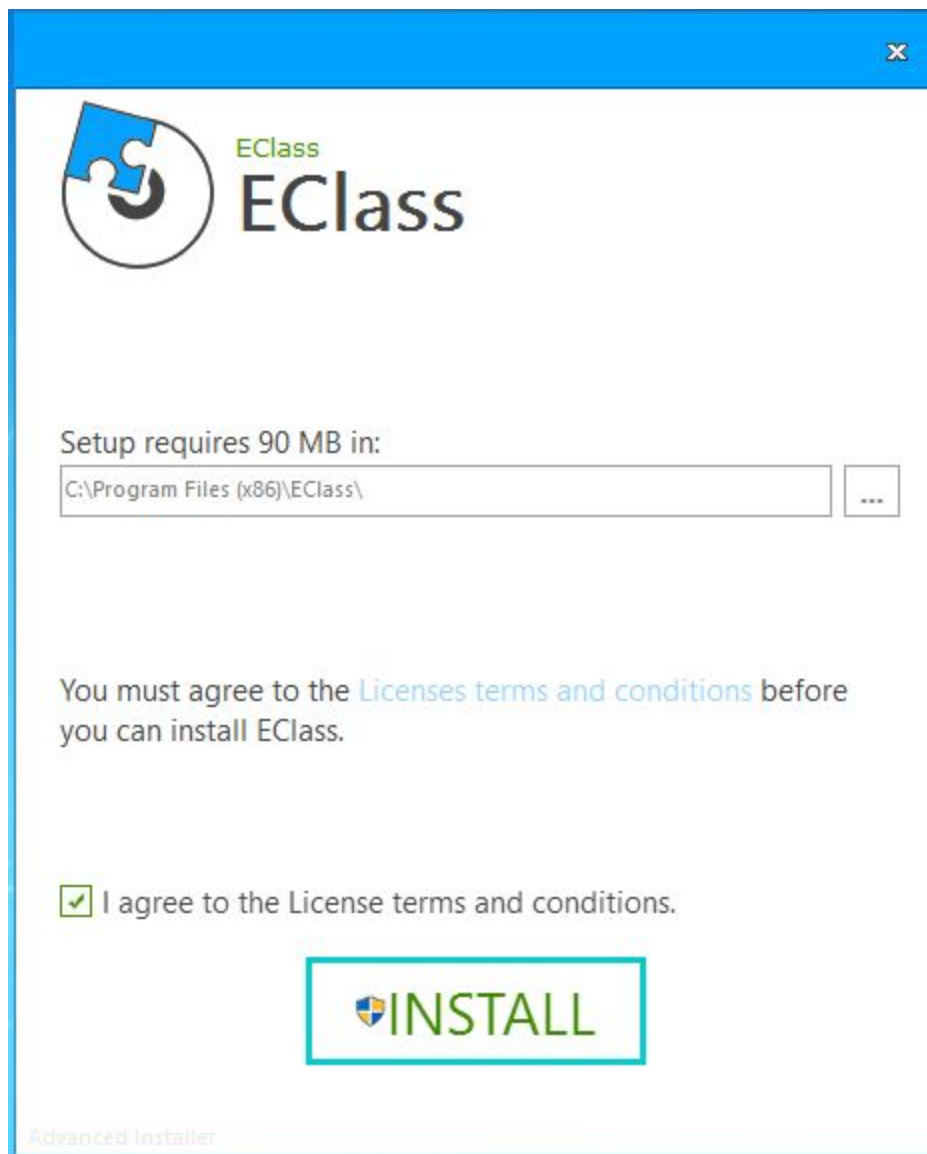 EClass
EClass
Setup requires 90 MB in:
C:\Program Files (x86)\EClass\
...
You must agree to the Licenses terms and conditions before
you can install EClass.
I agree to the License terms and conditions.
INSTALL
Advanced Installer